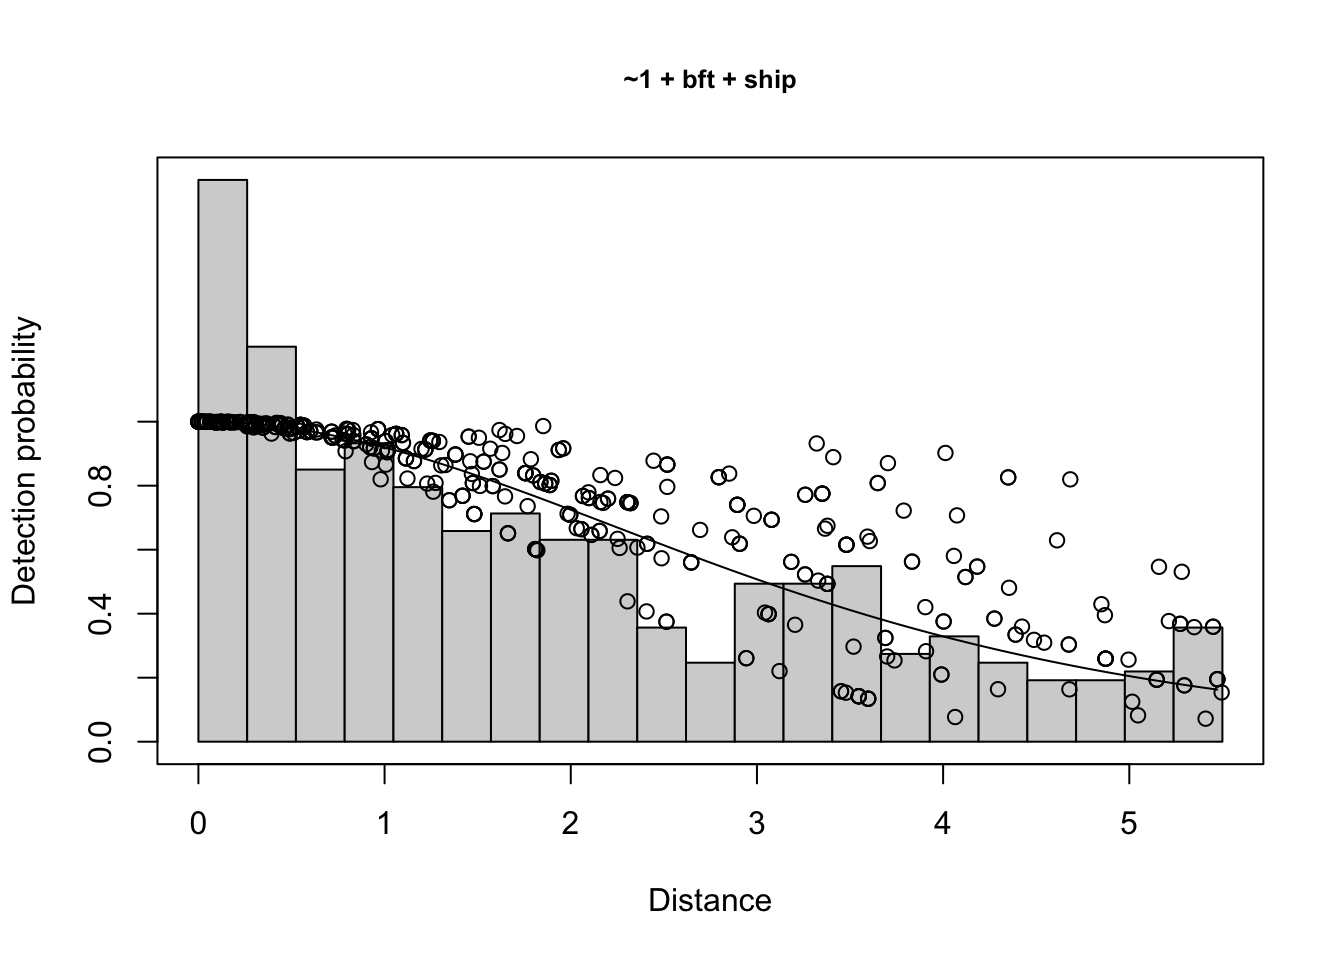 ~1 + bft + ship
Detection probability
0.8
0.4
0.0
0 1 2 3 4 5
Distance